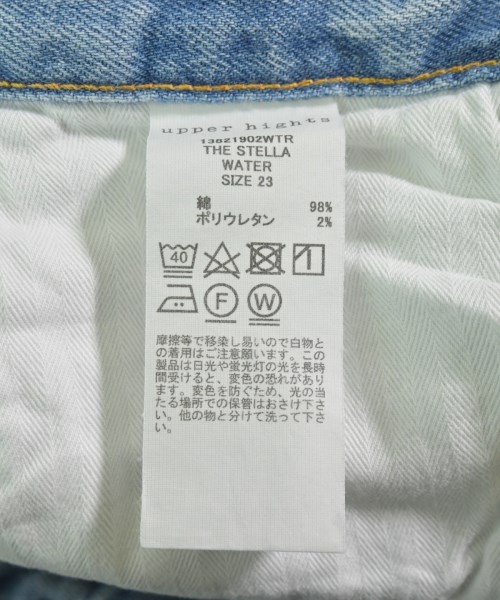 upper hights
13821902WTR
THE STELLA
WATER
SIZE 23
綿 98%
ポリウレタン 2%
40
F W
摩擦等で移染し易いので白物と
の着用はご注意願います。この
製品は日光や蛍光灯の光を長時
間受けると、変色の恐れがあり
ます。変色を防ぐため、光の当
たる場所での保管はおさけ下さ
い。他の物と分けて洗って下さ
い。